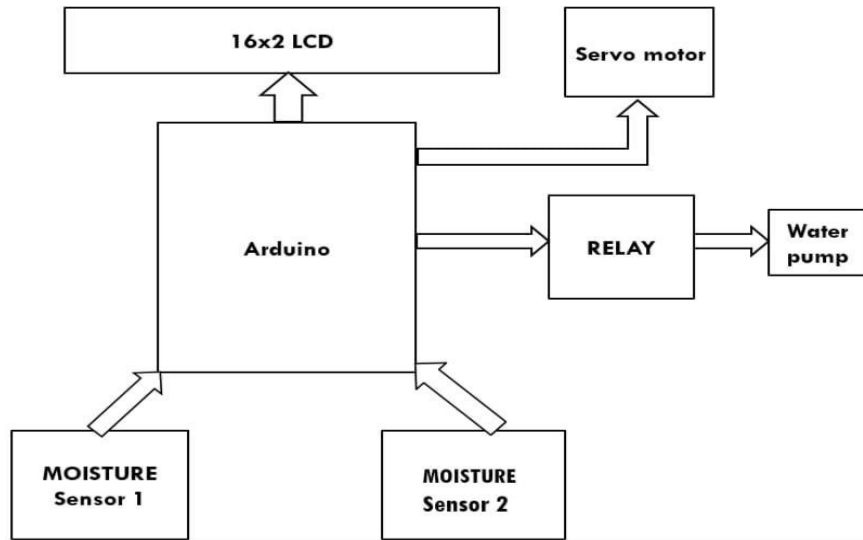 16x2 LCD
Servo motor
Arduino
RELAY
Water
pump
MOISTURE
Sensor 1
MOISTURE
Sensor 2